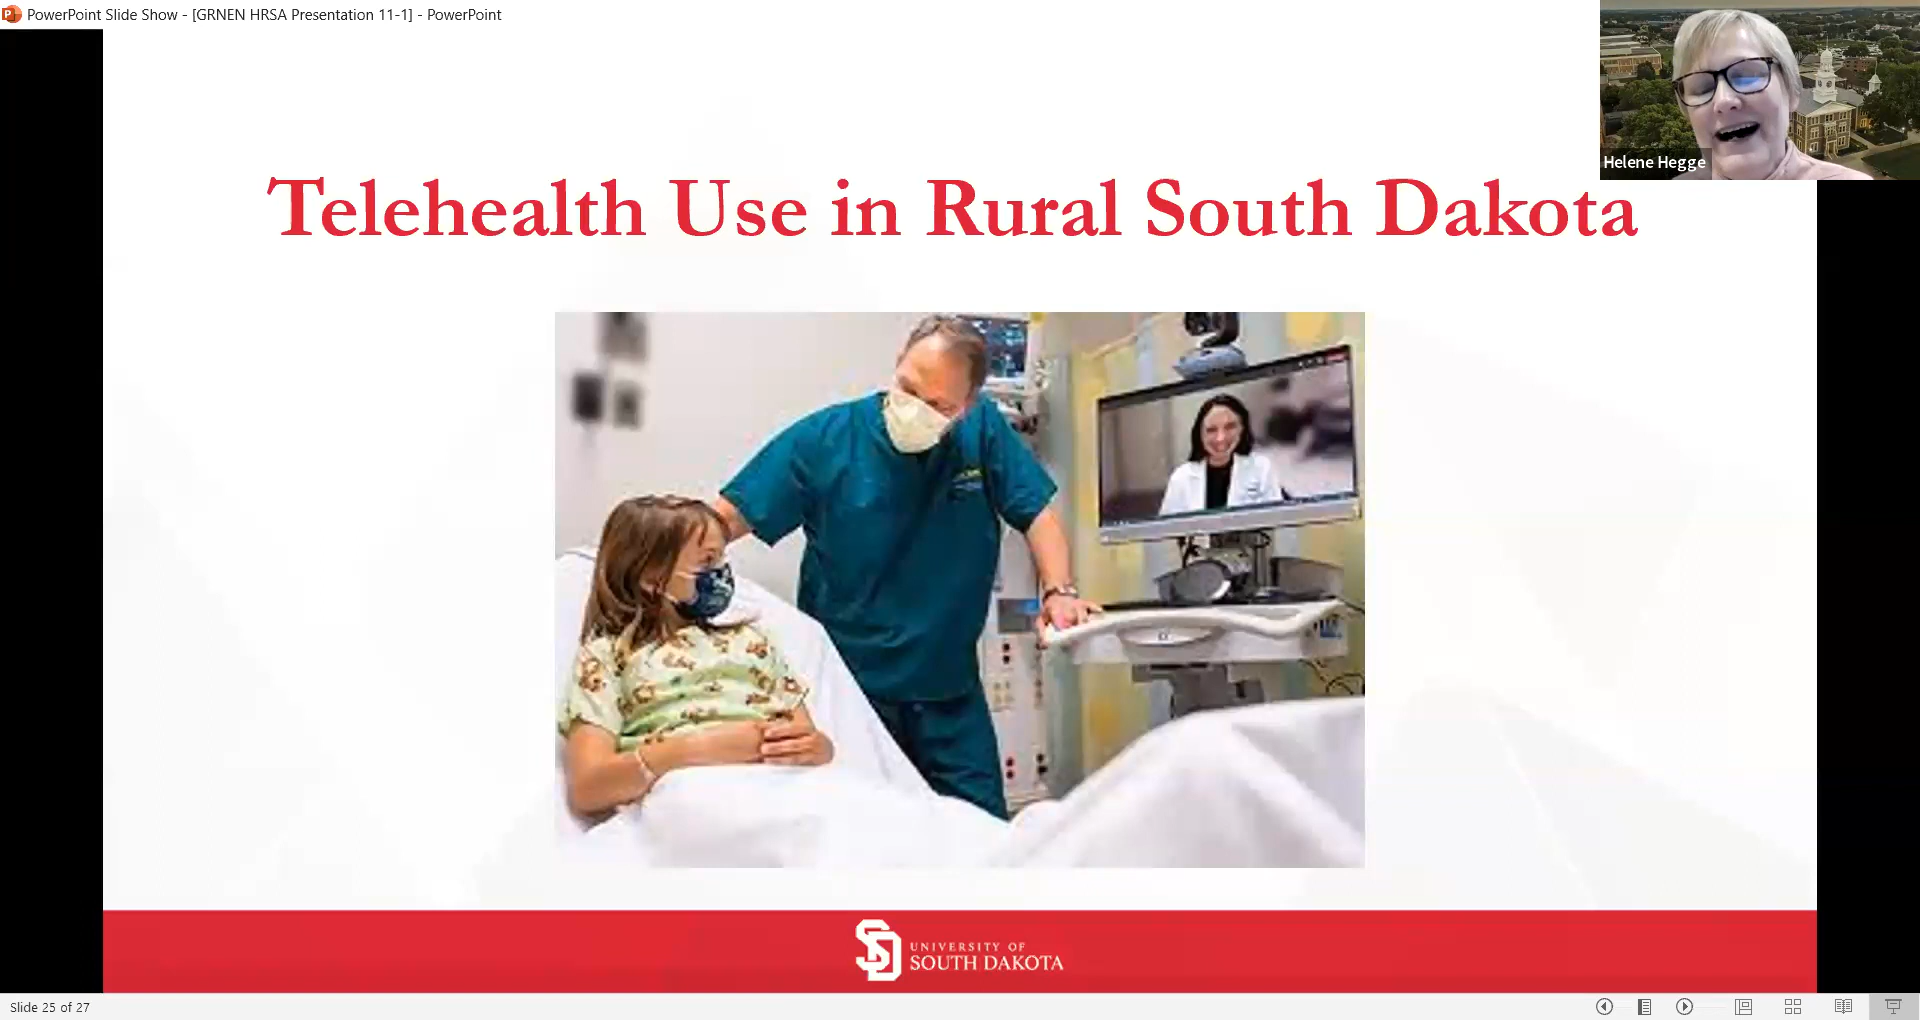 PowerPoint Slide Show - [GRNEN HRSA Presentation 11-1] - PowerPoint
Helene Hegge
Telehealth Use in Rural South Dakota
UNIVERSITY OF
SOUTH DAKOTA
Slide 25 of 27